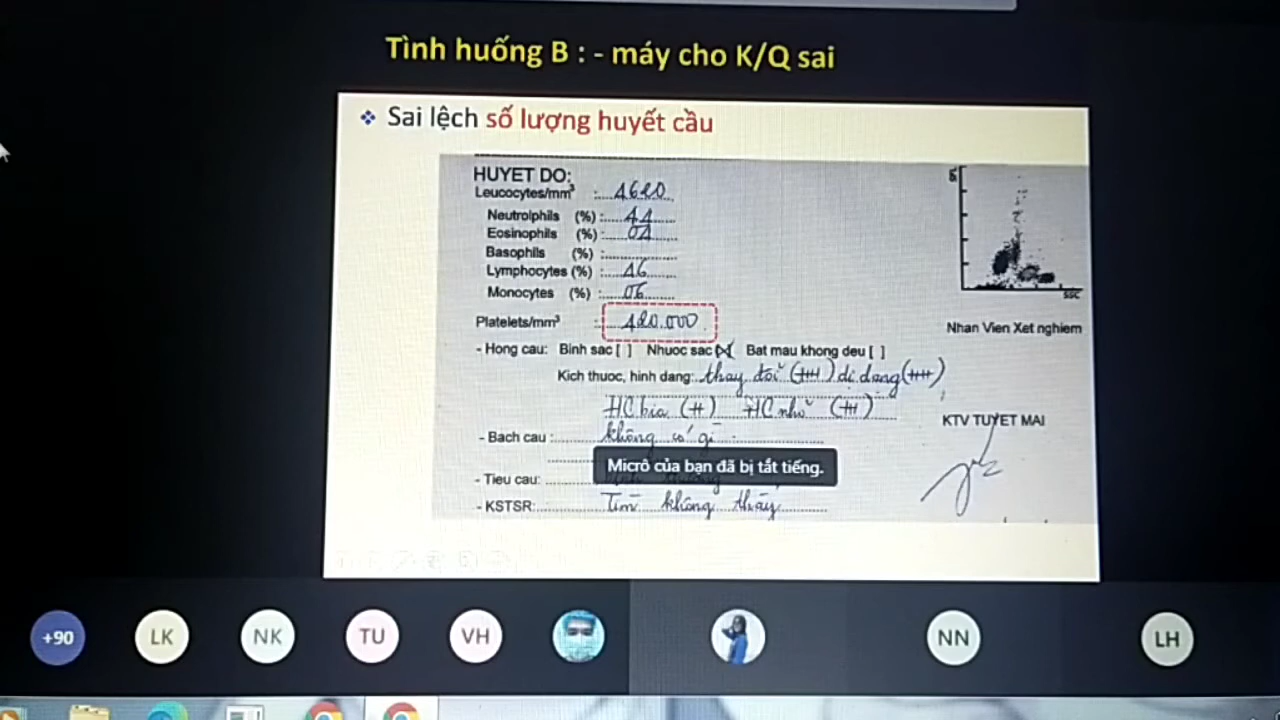 Tình huống B : - máy cho K/Q sai
❖ Sai lệch số lượng huyết cầu
HUYET DO:
Leucocytes/mm³ : 4620
Neutrolphils (%) : 44
Eosinophils (%) : 04
Basophils (%) :
Lymphocytes (%) : 46
Monocytes (%) : 06
Platelets/mm³ : 420.000
SSC
Nhan Vien Xet nghiem
- Hong cau: Binh sac [ ] Nhuoc sac [x] Bat mau khong deu [ ]
Kich thuoc, hinh dang: thay đổi (+++) dị dạng (+++)
HC bia (++) HC nhỏ (+++)
KTV TUYET MAI
- Bach cau : không có gì
Micrô của bạn đã bị tắt tiếng.
- Tieu cau:
- KSTSR: Tìm không thấy
+90 LK NK TU VH NN LH